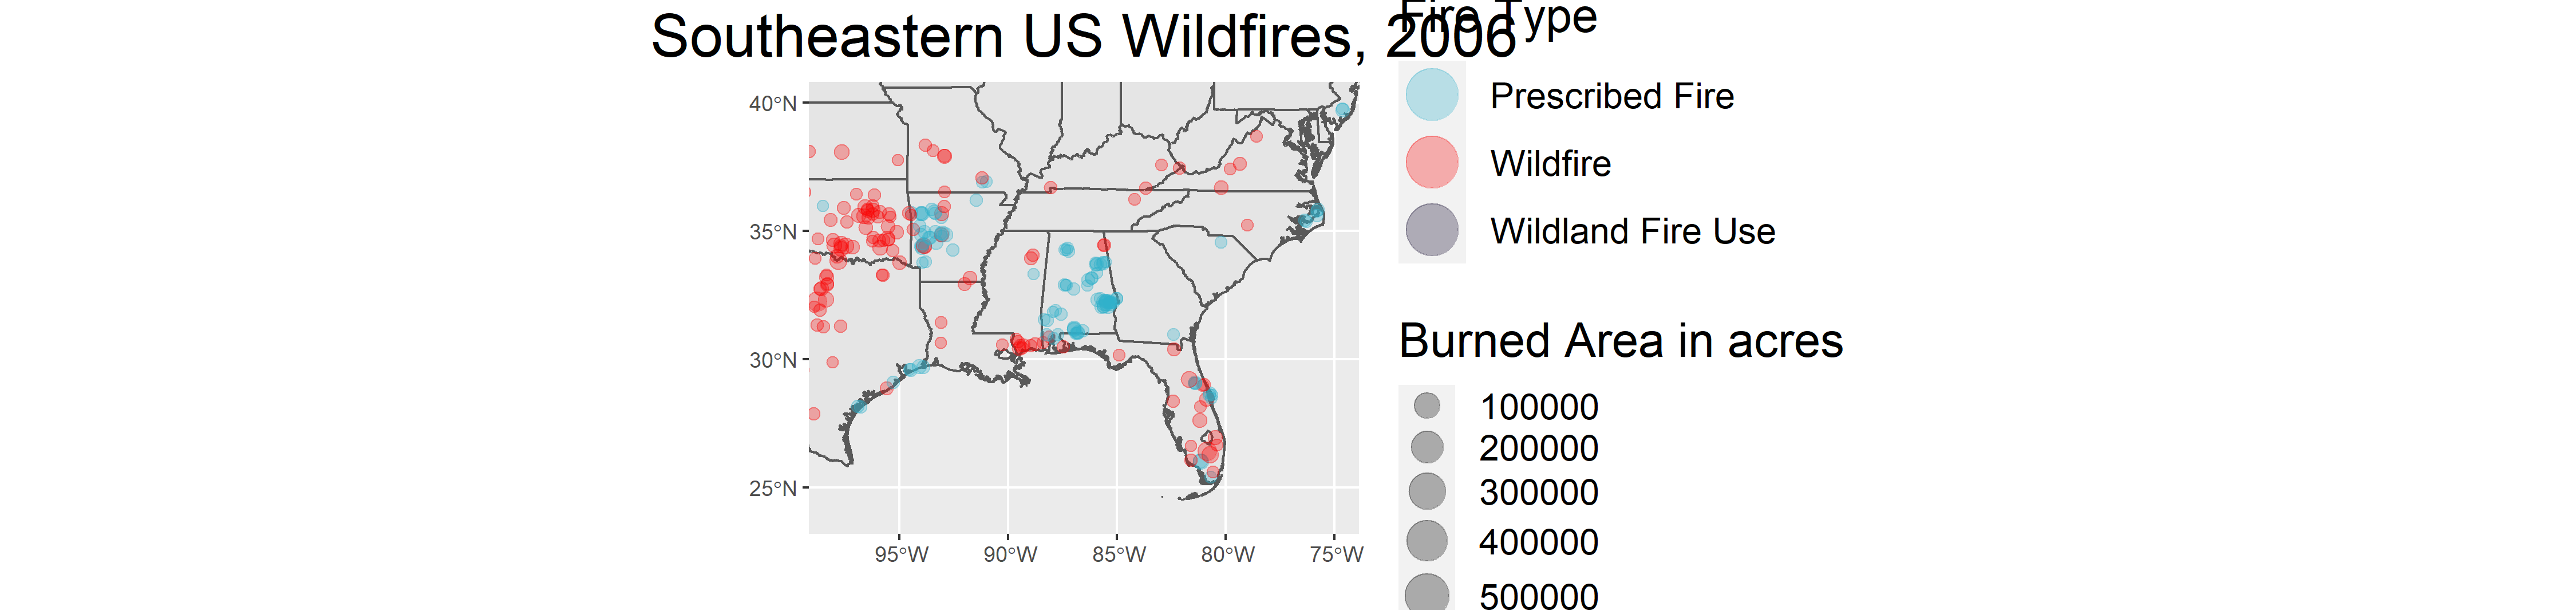 Southeastern US Wildfires, 2006
40°N
35°N
30°N
25°N
95°W
90°W
85°W
80°W
75°W
Fire Type
Prescribed Fire
Wildfire
Wildland Fire Use
Burned Area in acres
100000
200000
300000
400000
500000